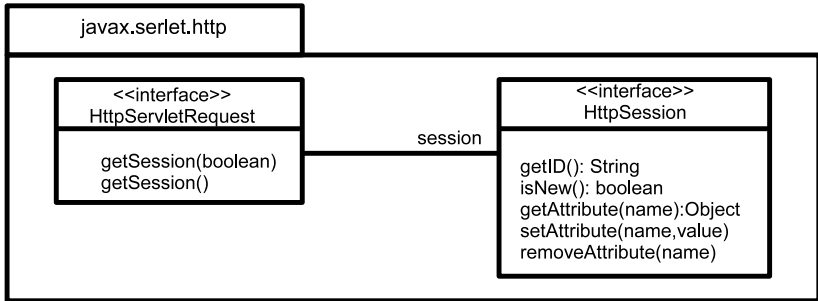 javax.serlet.http
<<interface>>
HttpServletRequest
getSession(boolean)
getSession()
session
<<interface>>
HttpSession
getID(): String
isNew(): boolean
getAttribute(name):Object
setAttribute(name,value)
removeAttribute(name)